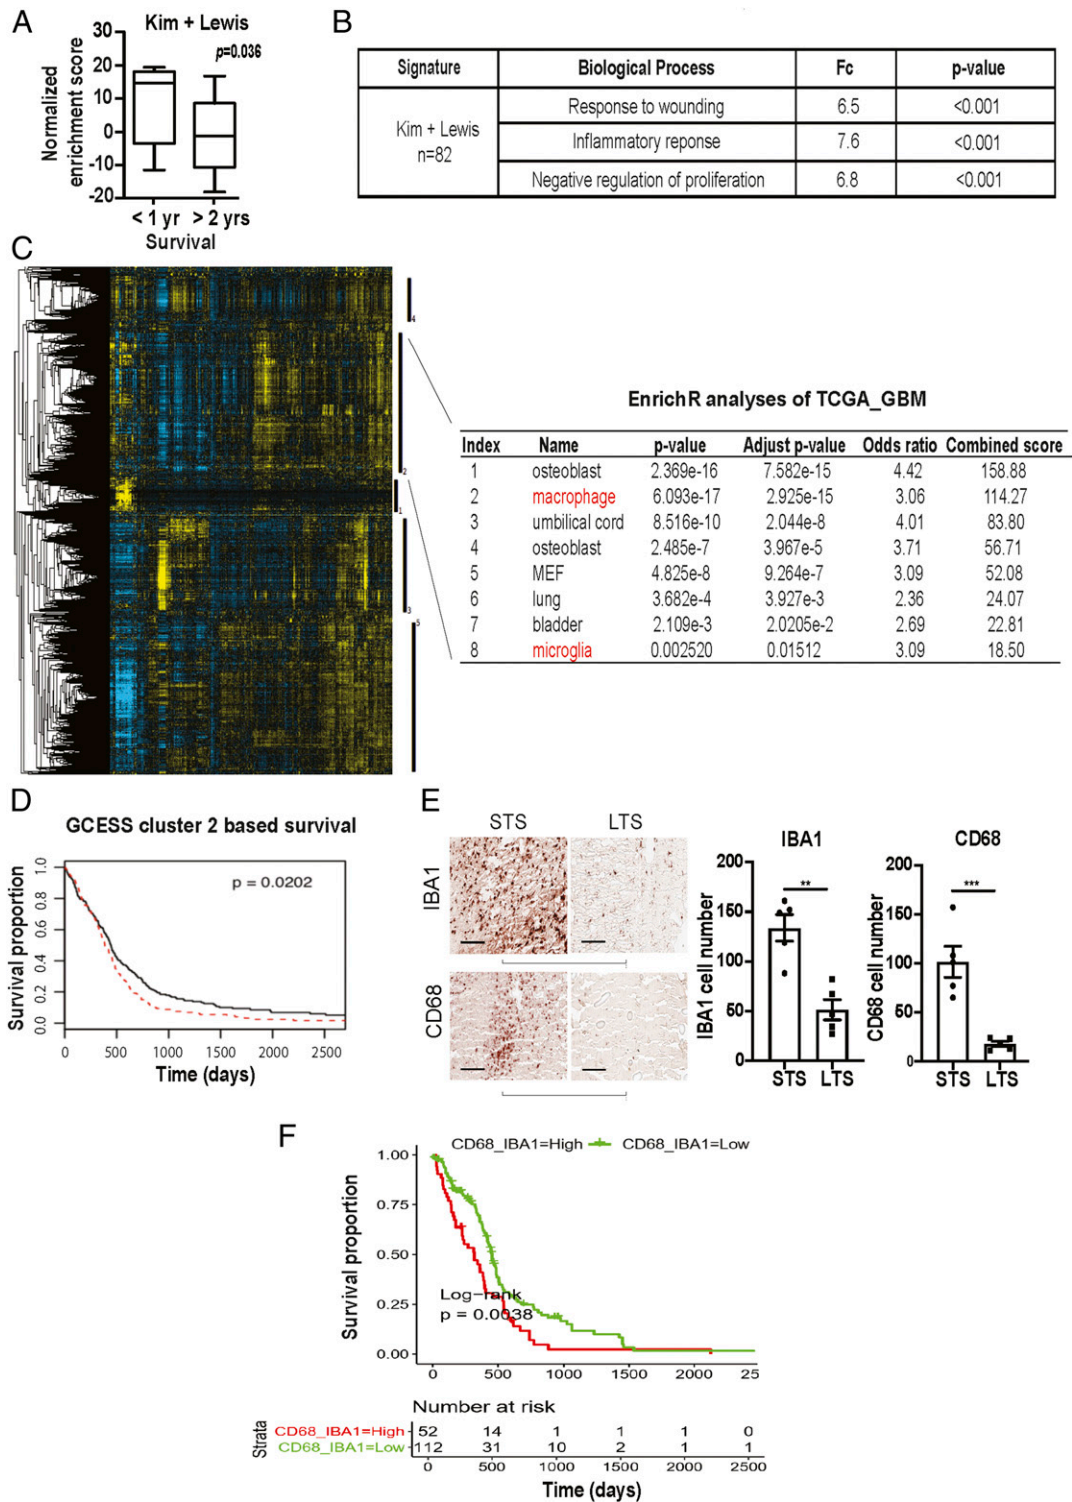 A
Kim + Lewis
p=0.036
Normalized
enrichment score
30
20
10
0
-10
-20
< 1 yr > 2 yrs
Survival
B
Signature Biological Process Fc p-value
Kim + Lewis
n=82
Response to wounding 6.5 <0.001
Inflammatory reponse 7.6 <0.001
Negative regulation of proliferation 6.8 <0.001
C
4
2
1
3
5
EnrichR analyses of TCGA_GBM
Index Name p-value Adjust p-value Odds ratio Combined score
1 osteoblast 2.369e-16 7.582e-15 4.42 158.88
2 macrophage 6.093e-17 2.925e-15 3.06 114.27
3 umbilical cord 8.516e-10 2.044e-8 4.01 83.80
4 osteoblast 2.485e-7 3.967e-5 3.71 56.71
5 MEF 4.825e-8 9.264e-7 3.09 52.08
6 lung 3.682e-4 3.927e-3 2.36 24.07
7 bladder 2.109e-3 2.0205e-2 2.69 22.81
8 microglia 0.002520 0.01512 3.09 18.50
D
GCESS cluster 2 based survival
p = 0.0202
Survival proportion
1.0
0.8
0.6
0.4
0.2
0.0
0 500 1000 1500 2000 2500
Time (days)
E
STS LTS
IBA1
CD68
IBA1
**
IBA1 cell number
200
150
100
50
0
STS LTS
CD68
***
CD68 cell number
200
150
100
50
0
STS LTS
F
CD68_IBA1=High CD68_IBA1=Low
Survival proportion
1.00
0.75
0.50
0.25
0.00
Log-rank
p = 0.0038
0 500 1000 1500 2000 25
Number at risk
Strata
CD68_IBA1=High 52 14 1 1 1 0
CD68_IBA1=Low 112 31 10 2 1 1
0 500 1000 1500 2000 2500
Time (days)